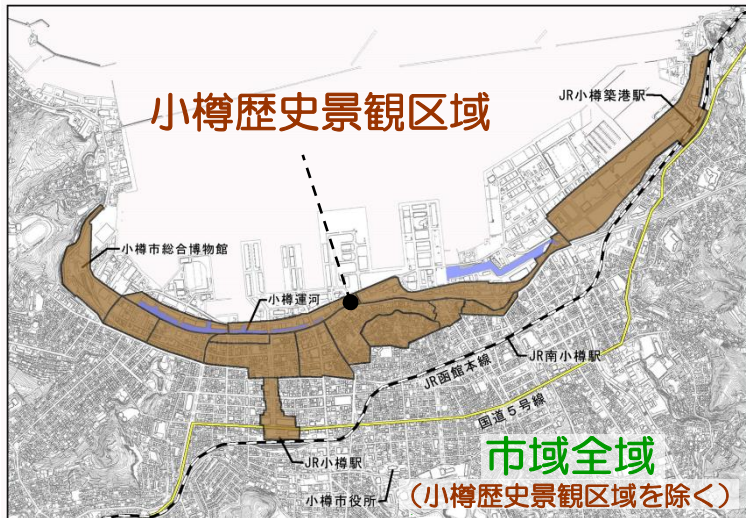 小樽歴史景観区域
JR小樽築港駅
小樽市総合博物館
小樽運河
JR南小樽駅
JR函館本線
国道5号線
JR小樽駅
小樽市役所
市域全域
(小樽歴史景観区域を除く)